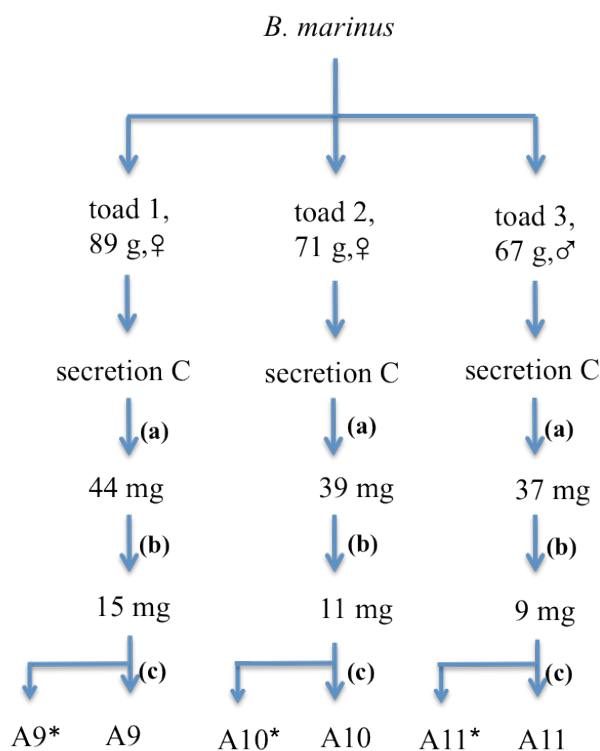 B. marinus
toad 1,
89 g,♀
toad 2,
71 g,♀
toad 3,
67 g,♂
secretion C
secretion C
secretion C
(a)
(a)
(a)
44 mg
39 mg
37 mg
(b)
(b)
(b)
15 mg
11 mg
9 mg
(c)
(c)
(c)
A9*
A9
A10*
A10
A11*
A11